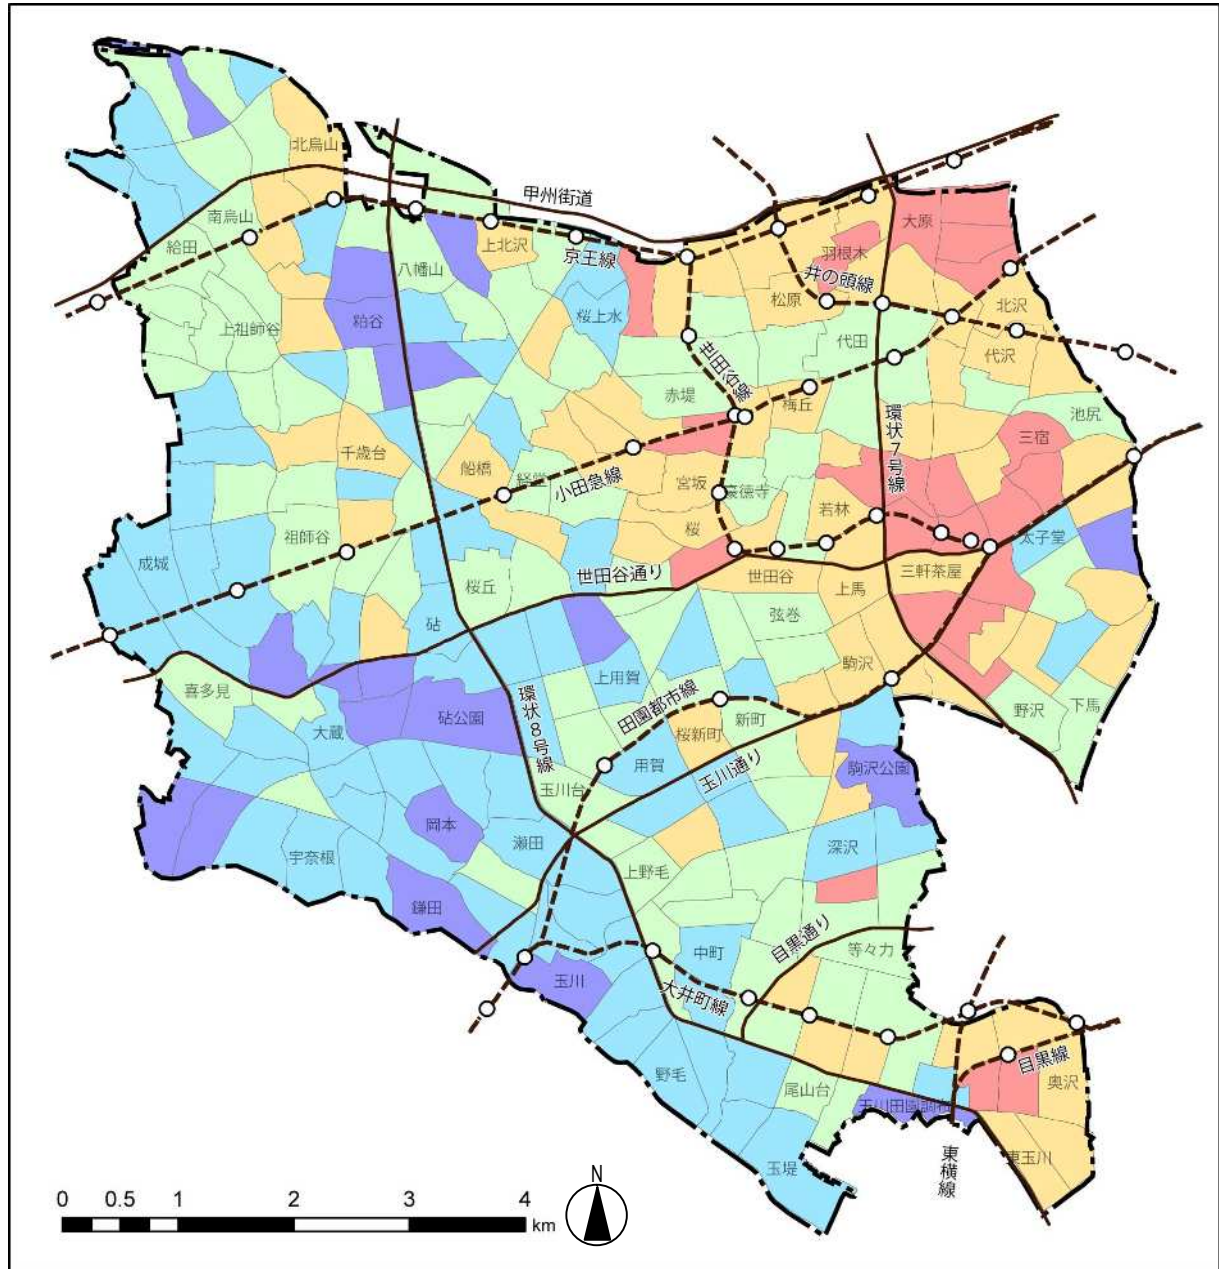 北烏山
甲州街道
南烏山
大原
給田
上北沢
京王線
羽根木
八幡山
井の頭線
松原
北沢
粕谷
桜上水
上祖師谷
代田
世田谷線
代沢
赤堤
梅丘
池尻
環状7号線
三宿
千歳台
船橋
経堂
小田急線
宮坂
豪徳寺
若林
桜
祖師谷
太子堂
成城
世田谷通り
世田谷
三軒茶屋
桜丘
上馬
弦巻
砧
駒沢
上用賀
喜多見
田園都市線
下馬
野沢
砧公園
環状8号線
新町
大蔵
桜新町
用賀
玉川通り
駒沢公園
玉川台
岡本
瀬田
深沢
宇奈根
上野毛
鎌田
目黒通り
中町
等々力
玉川
大井町線
目黒線
野毛
奥沢
尾山台
玉川田園調布
東玉川
東横線
玉堤
N
0 0.5 1 2 3 4
km